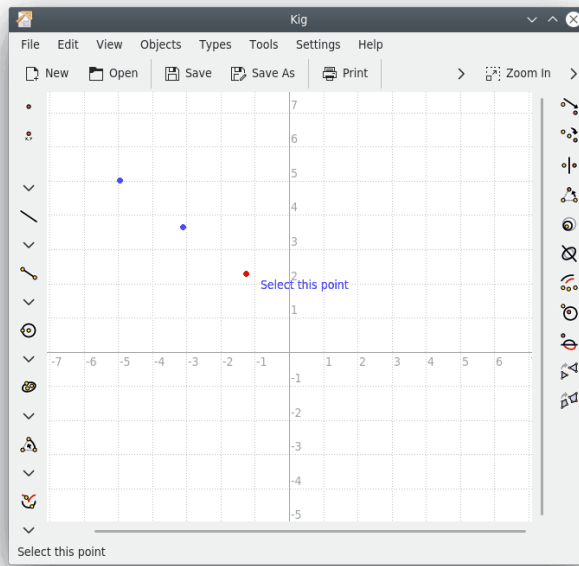 Kig
File Edit View Objects Types Tools Settings Help
New Open Save Save As Print Zoom In
x,y
7
6
5
4
3
2
Select this point
1
-7 -6 -5 -4 -3 -2 -1 1 2 3 4 5 6
-1
-2
-3
-4
-5
Select this point